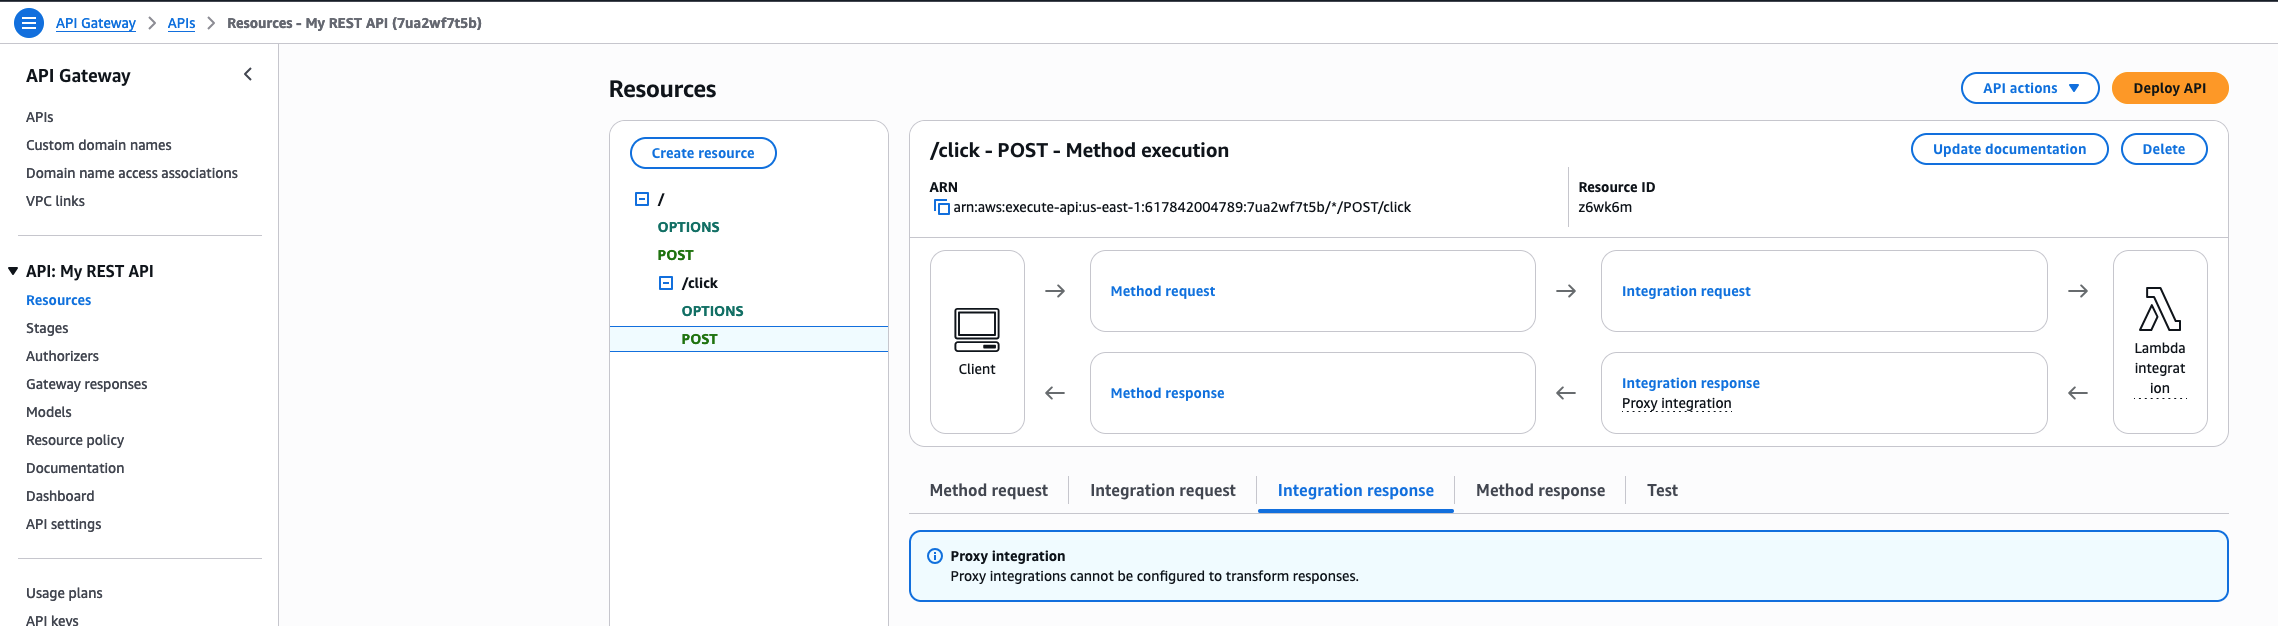 API Gateway > APIs > Resources - My REST API (7ua2wf7t5b)
API Gateway
APIs
Custom domain names
Domain name access associations
VPC links
API: My REST API
Resources
Stages
Authorizers
Gateway responses
Models
Resource policy
Documentation
Dashboard
API settings
Usage plans
API keys
Resources
API actions
Deploy API
Create resource
/
OPTIONS
POST
/click
OPTIONS
POST
/click - POST - Method execution
Update documentation
Delete
ARN
arn:aws:execute-api:us-east-1:617842004789:7ua2wf7t5b/*/POST/click
Resource ID
z6wk6m
Client
Method request
Integration request
Method response
Integration response
Proxy integration
Lambda
integrat
ion
Method request
Integration request
Integration response
Method response
Test
Proxy integration
Proxy integrations cannot be configured to transform responses.